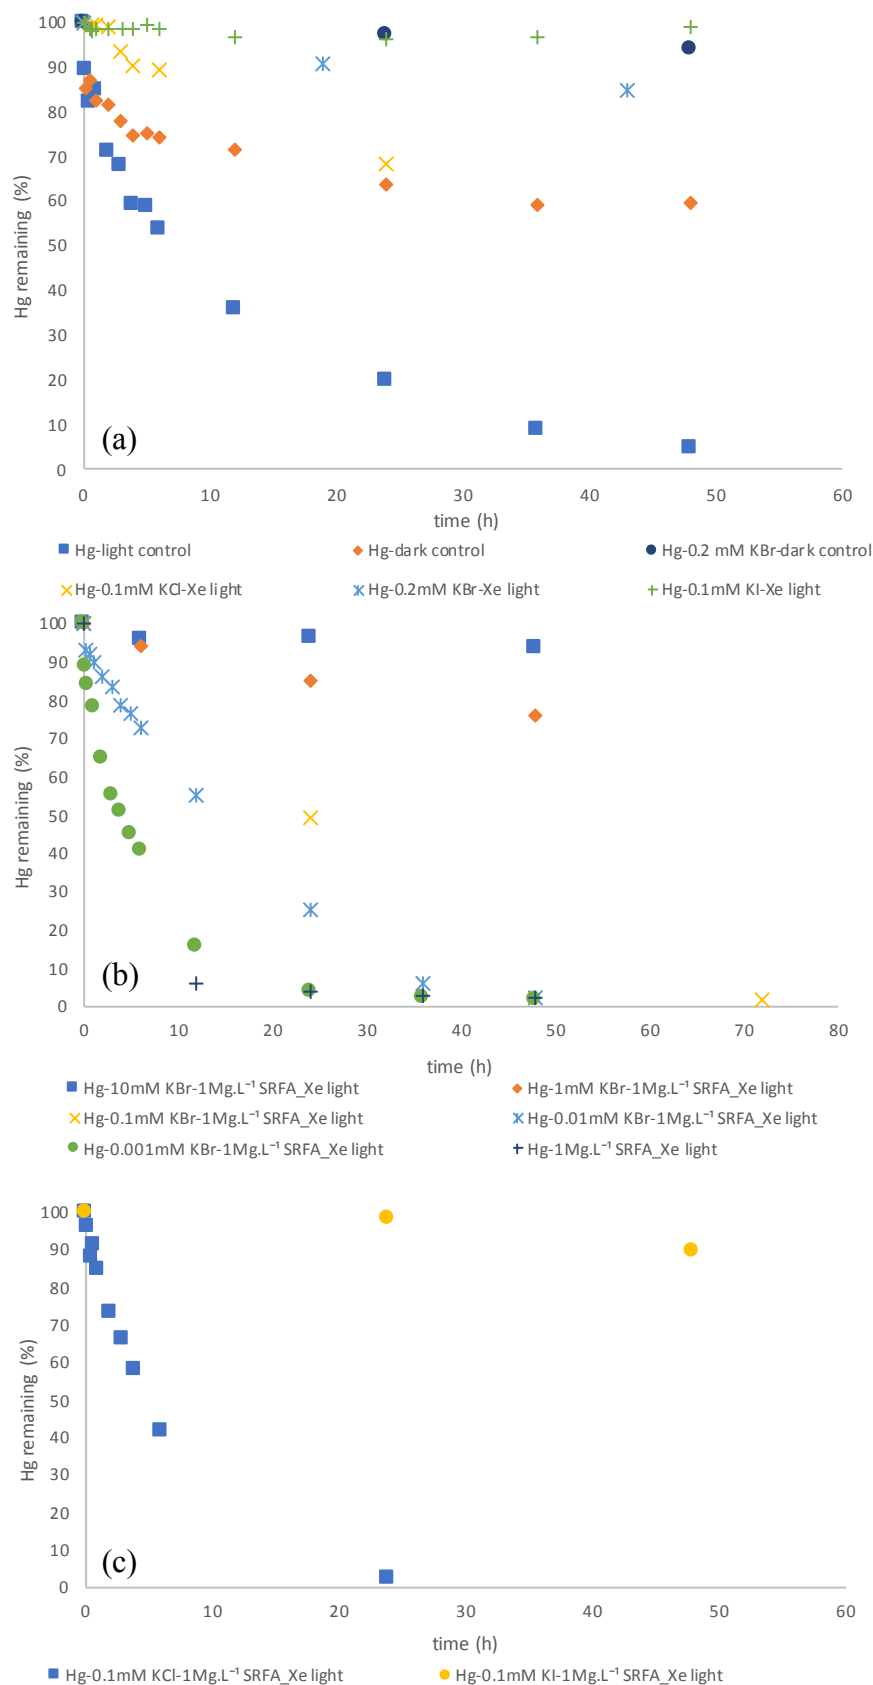 100
90
80
70
60
50
40
30
20
10
0
Hg remaining (%)
(a)
0 10 20 30 40 50 60
time (h)
Hg-light control Hg-dark control Hg-0.2 mM KBr-dark control
Hg-0.1mM KCl-Xe light Hg-0.2mM KBr-Xe light Hg-0.1mM KI-Xe light
100
90
80
70
60
50
40
30
20
10
0
Hg remaining (%)
(b)
0 10 20 30 40 50 60 70 80
time (h)
Hg-10mM KBr-1Mg.L⁻¹ SRFA_Xe light Hg-1mM KBr-1Mg.L⁻¹ SRFA_Xe light
Hg-0.1mM KBr-1Mg.L⁻¹ SRFA_Xe light Hg-0.01mM KBr-1Mg.L⁻¹ SRFA_Xe light
Hg-0.001mM KBr-1Mg.L⁻¹ SRFA_Xe light Hg-1Mg.L⁻¹ SRFA_Xe light
100
90
80
70
60
50
40
30
20
10
0
Hg remaining (%)
(c)
0 10 20 30 40 50 60
time (h)
Hg-0.1mM KCl-1Mg.L⁻¹ SRFA_Xe light Hg-0.1mM KI-1Mg.L⁻¹ SRFA_Xe light